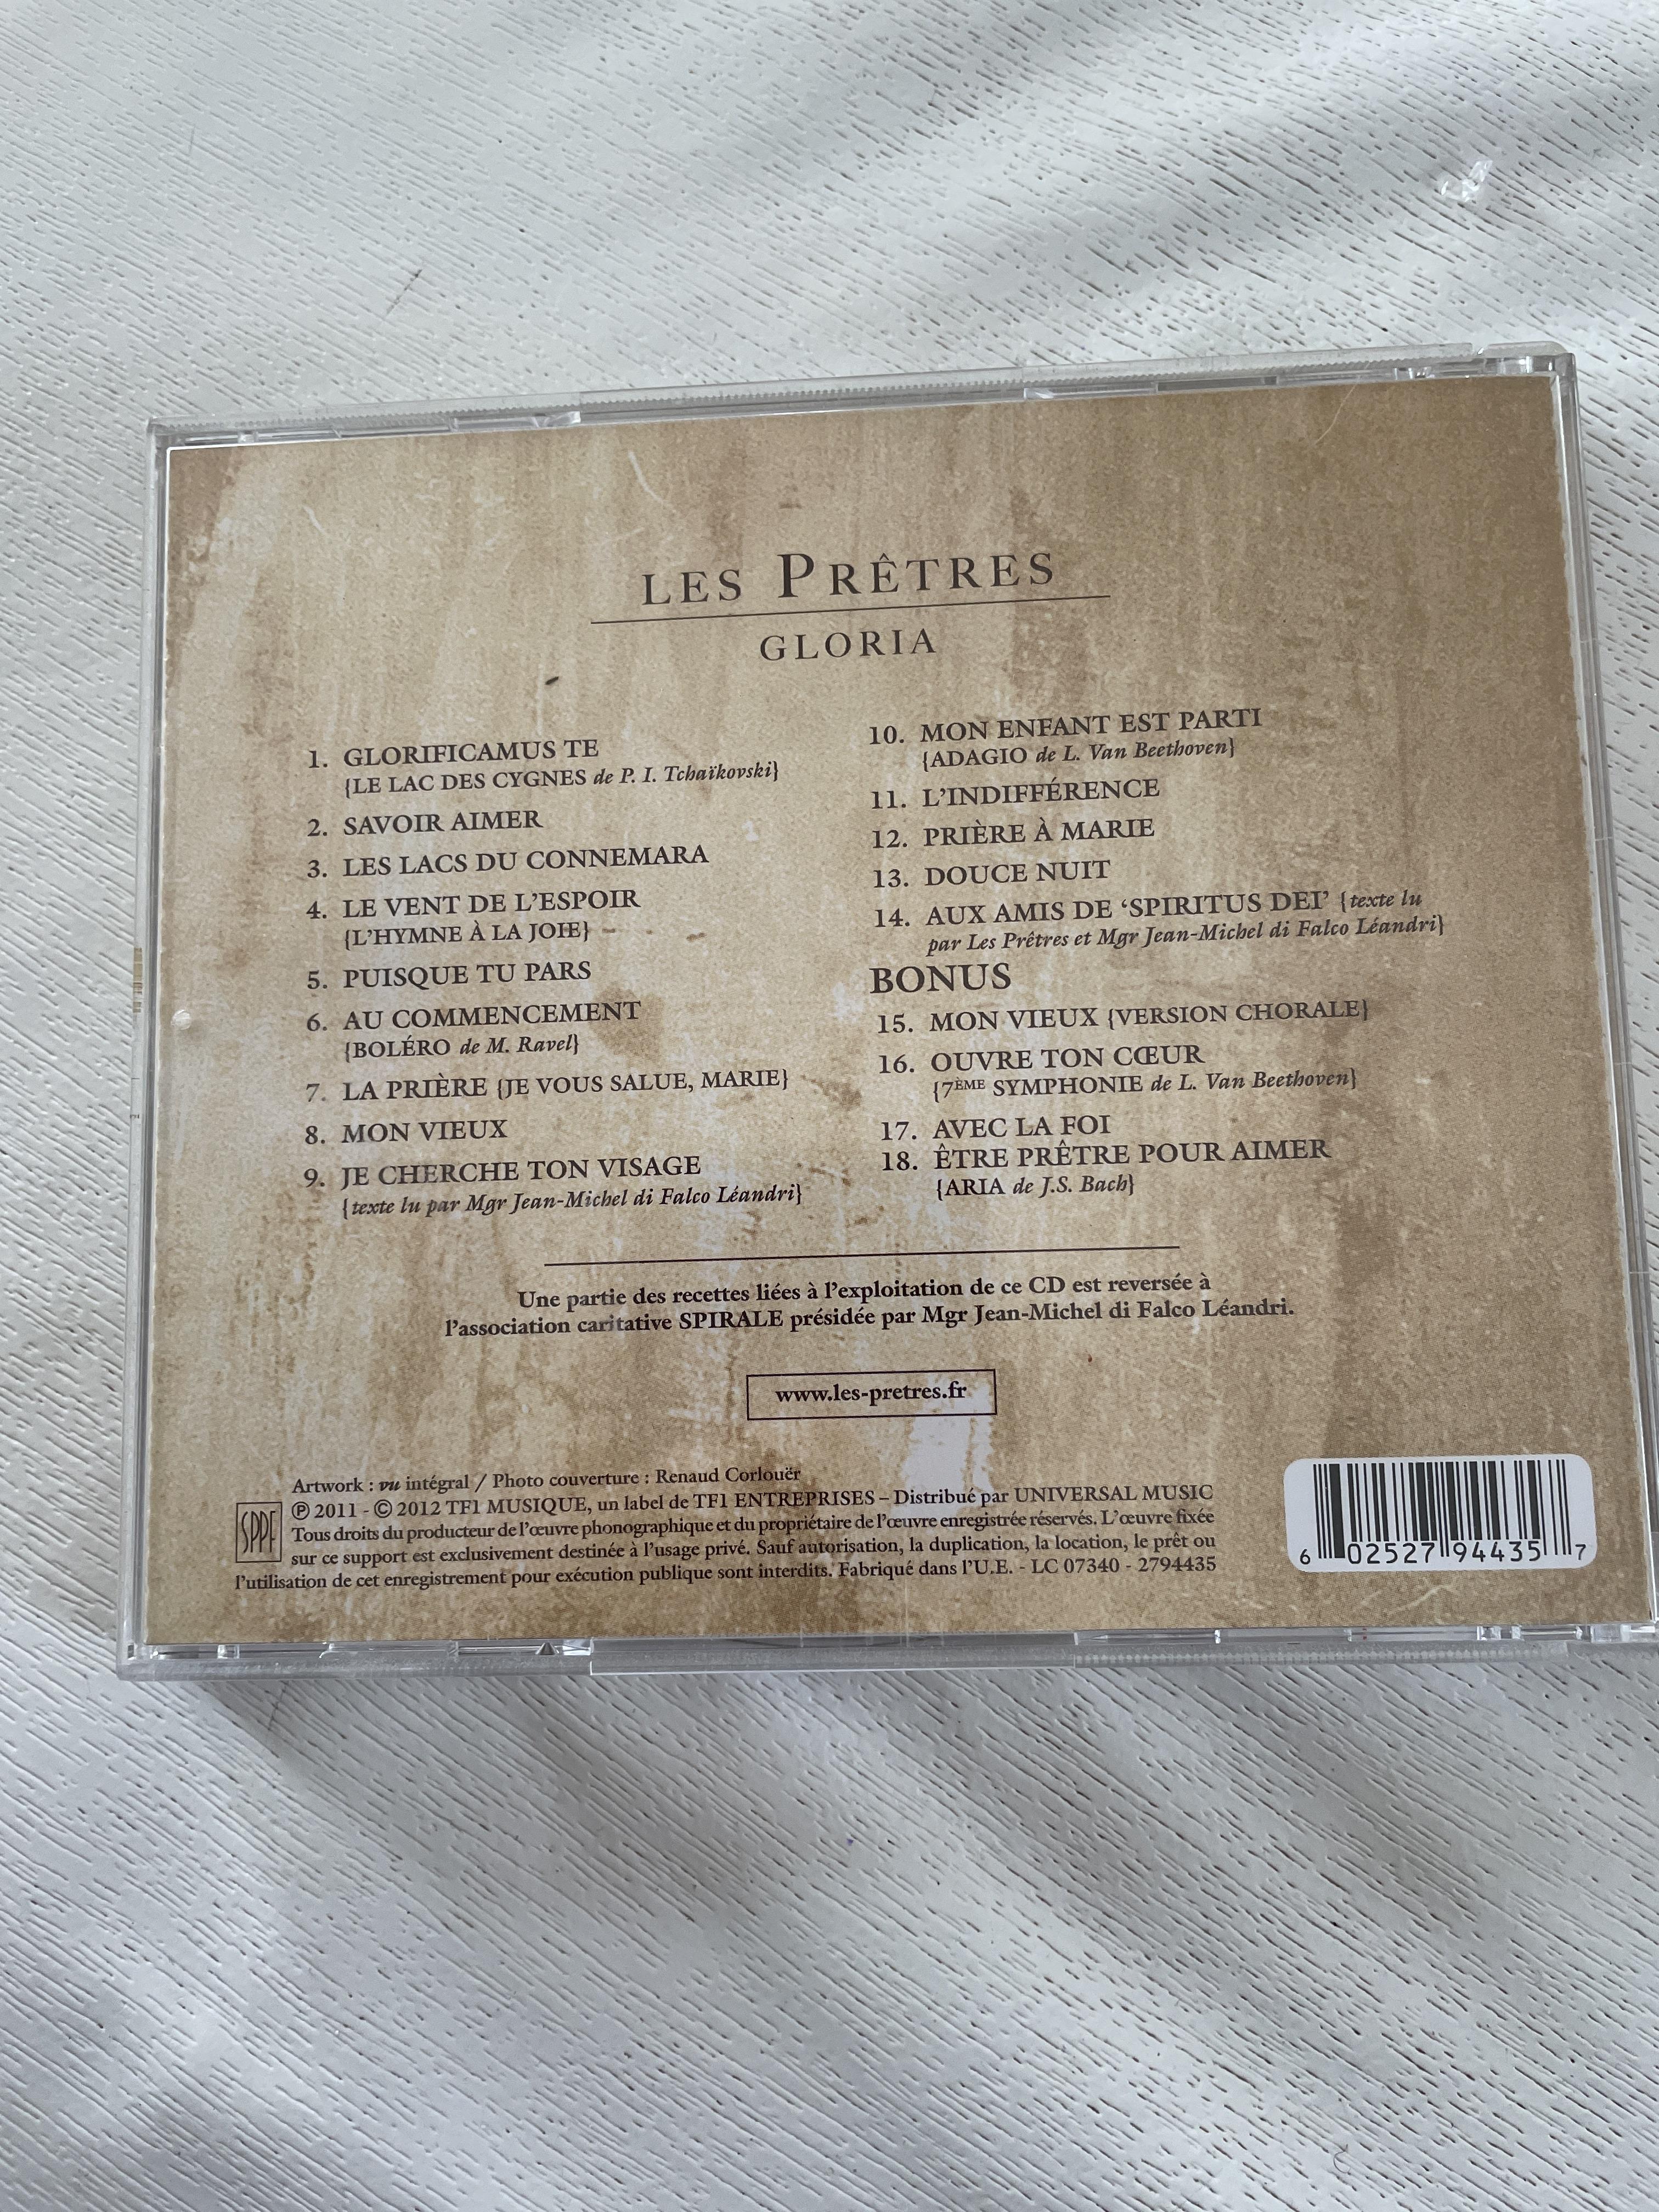 LES PRÊTRES
GLORIA
1. GLORIFICAMUS TE
{LE LAC DES CYGNES de P. I. Tchaïkovski}
2. SAVOIR AIMER
3. LES LACS DU CONNEMARA
4. LE VENT DE L'ESPOIR
{L'HYMNE À LA JOIE}
5. PUISQUE TU PARS
6. AU COMMENCEMENT
{BOLÉRO de M. Ravel}
7. LA PRIÈRE {JE VOUS SALUE, MARIE}
8. MON VIEUX
9. JE CHERCHE TON VISAGE
{texte lu par Mgr Jean-Michel di Falco Léandri}
10. MON ENFANT EST PARTI
{ADAGIO de L. Van Beethoven}
11. L'INDIFFÉRENCE
12. PRIÈRE À MARIE
13. DOUCE NUIT
14. AUX AMIS DE 'SPIRITUS DEI' {texte lu
par Les Prêtres et Mgr Jean-Michel di Falco Léandri}
BONUS
15. MON VIEUX {VERSION CHORALE}
16. OUVRE TON CŒUR
{7ÈME SYMPHONIE de L. Van Beethoven}
17. AVEC LA FOI
18. ÊTRE PRÊTRE POUR AIMER
{ARIA de J.S. Bach}
Une partie des recettes liées à l'exploitation de ce CD est reversée à
l'association caritative SPIRALE présidée par Mgr Jean-Michel di Falco Léandri.
www.les-pretres.fr
Artwork : vu intégral / Photo couverture : Renaud Corlouër
℗ 2011 - © 2012 TF1 MUSIQUE, un label de TF1 ENTREPRISES – Distribué par UNIVERSAL MUSIC
Tous droits du producteur de l'œuvre phonographique et du propriétaire de l'œuvre enregistrée réservés. L'œuvre fixée
sur ce support est exclusivement destinée à l'usage privé. Sauf autorisation, la duplication, la location, le prêt ou
l'utilisation de cet enregistrement pour exécution publique sont interdits. Fabriqué dans l'U.E. - LC 07340 - 2794435
SPPF
6 02527 94435 7